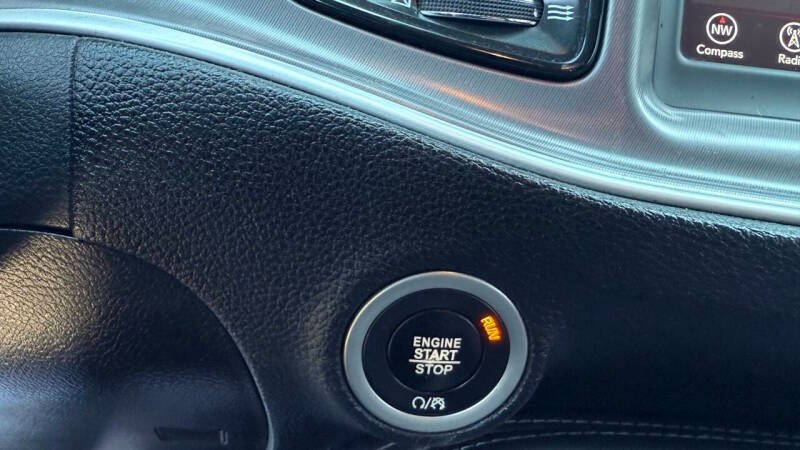 NW
Compass
RUN
ENGINE
START
STOP